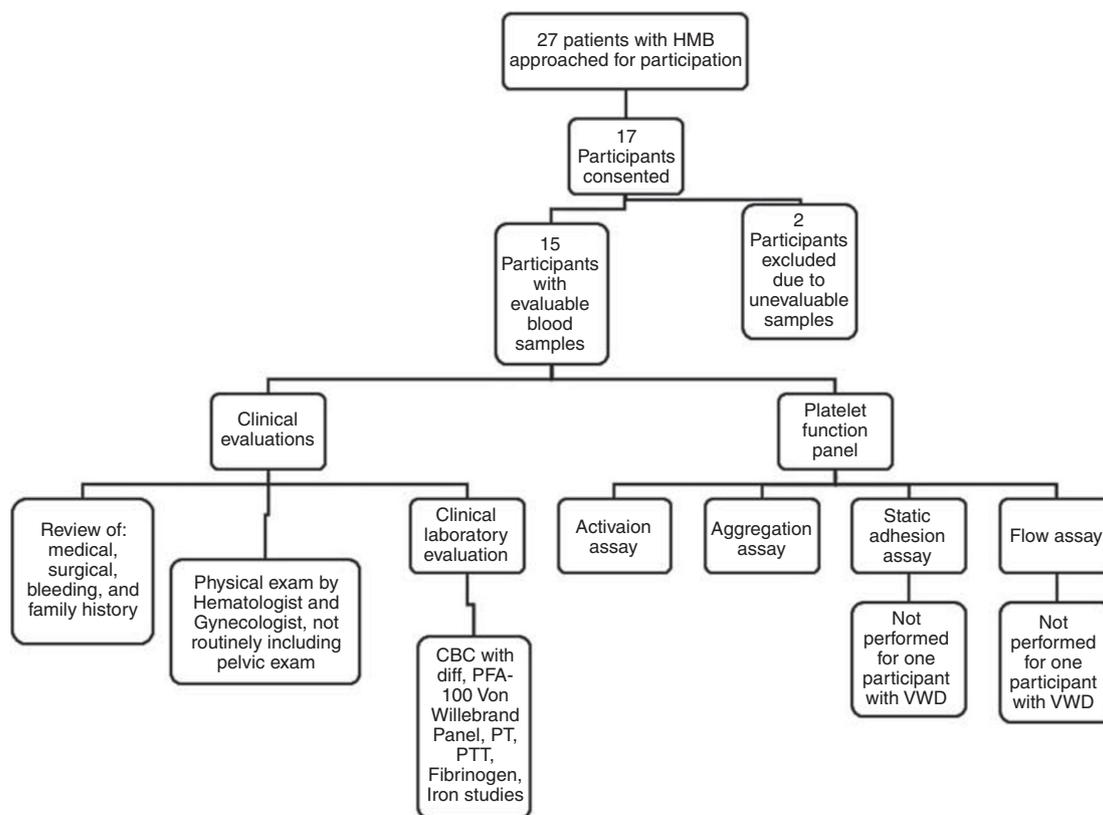 27 patients with HMB
approached for participation
17
Participants
consented
15
Participants
with
evaluable
blood
samples
2
Participants
excluded
due to
unevaluable
samples
Clinical
evaluations
Platelet
function
panel
Review of:
medical,
surgical,
bleeding, and
family history
Physical exam by
Hematologist and
Gynecologist, not
routinely including
pelvic exam
Clinical
laboratory
evaluation
CBC with
diff, PFA-
100 Von
Willebrand
Panel, PT,
PTT,
Fibrinogen,
Iron studies
Activaion
assay
Aggregation
assay
Static
adhesion
assay
Not
performed
for one
participant
with VWD
Flow assay
Not
performed
for one
participant
with VWD